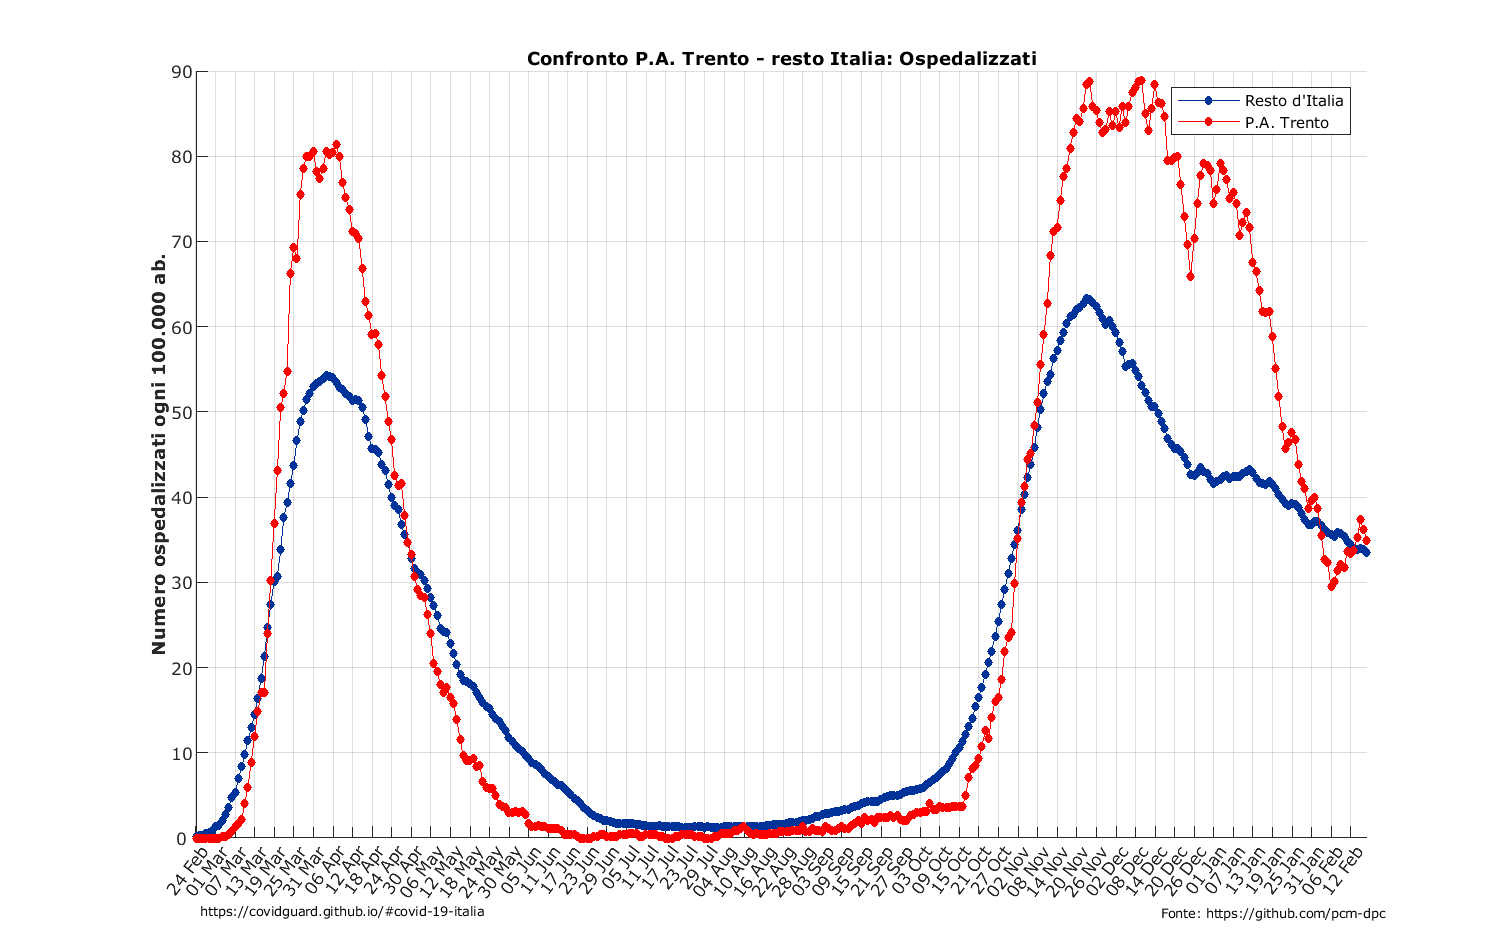 Confronto P.A. Trento - resto Italia: Ospedalizzati
Numero ospedalizzati ogni 100.000 ab.
90
80
70
60
50
40
30
20
10
0
Resto d'Italia
P.A. Trento
24 Feb
01 Mar
07 Mar
13 Mar
19 Mar
25 Mar
31 Mar
06 Apr
12 Apr
18 Apr
24 Apr
30 Apr
06 May
12 May
18 May
24 May
30 May
05 Jun
11 Jun
17 Jun
23 Jun
29 Jun
05 Jul
11 Jul
17 Jul
23 Jul
29 Jul
04 Aug
10 Aug
16 Aug
22 Aug
28 Aug
03 Sep
09 Sep
15 Sep
21 Sep
27 Sep
03 Oct
09 Oct
15 Oct
21 Oct
27 Oct
02 Nov
08 Nov
14 Nov
20 Nov
26 Nov
02 Dec
08 Dec
14 Dec
20 Dec
26 Dec
01 Jan
07 Jan
13 Jan
19 Jan
25 Jan
31 Jan
06 Feb
12 Feb
https://covidguard.github.io/#covid-19-italia
Fonte: https://github.com/pcm-dpc